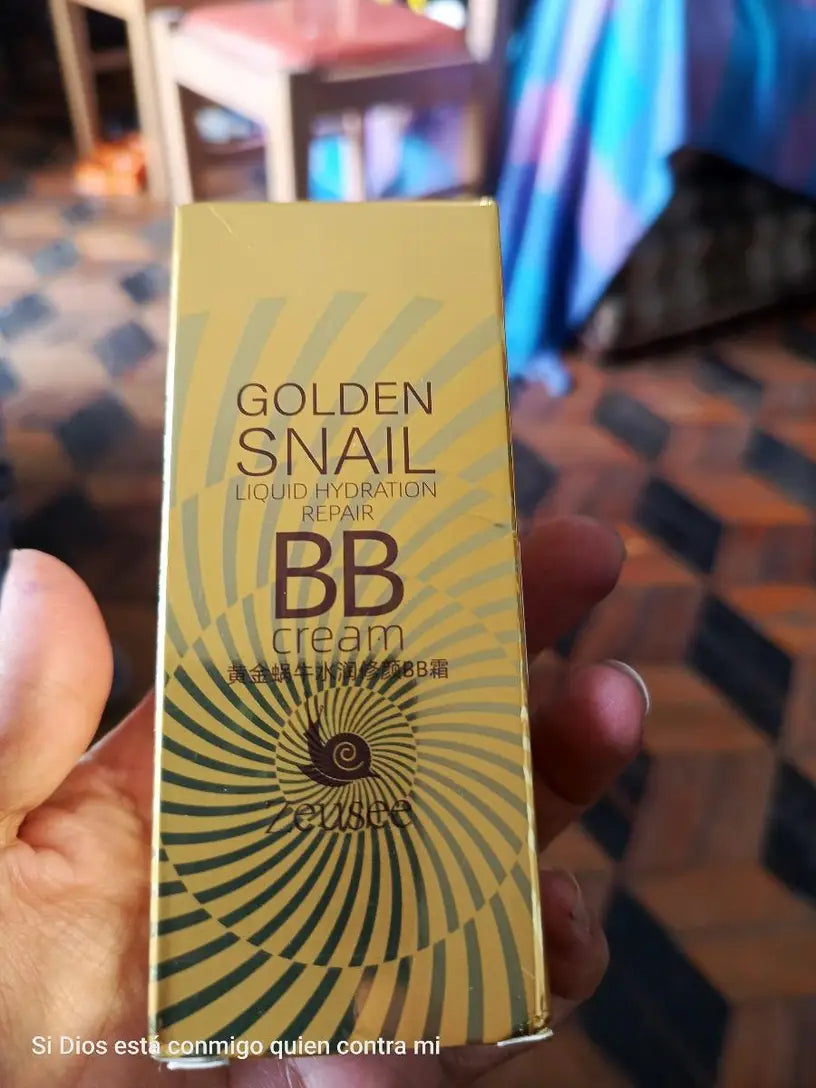 GOLDEN
SNAIL
LIQUID HYDRATION
REPAIR
BB
cream
黄金蜗牛水润修颜BB霜
Zeusee
Si Dios está conmigo quien contra mi